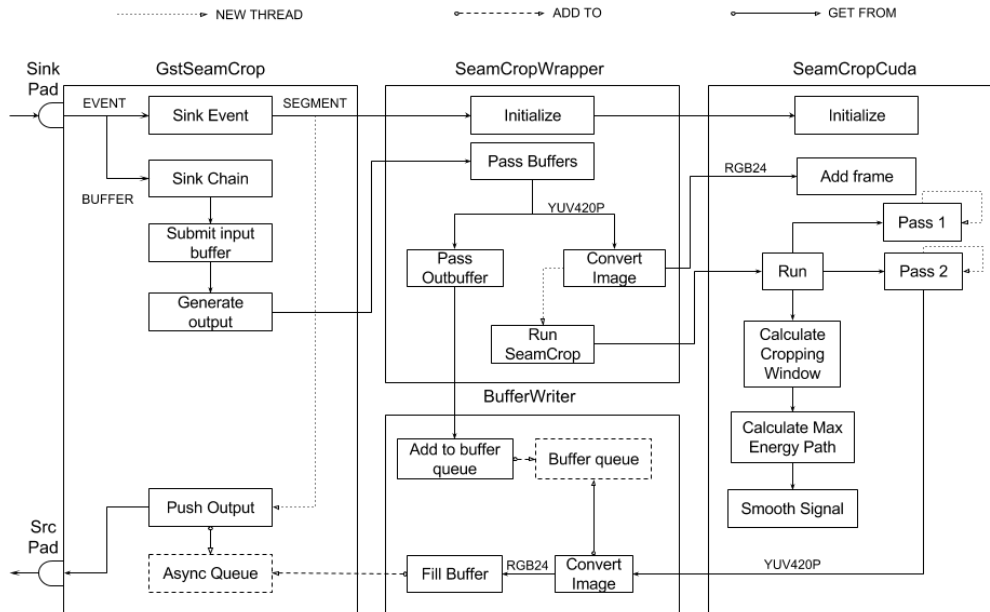 NEW THREAD
ADD TO
GET FROM
Sink
Pad
GstSeamCrop
SeamCropWrapper
SeamCropCuda
EVENT
Sink Event
SEGMENT
Initialize
Initialize
Pass Buffers
RGB24
Add frame
Sink Chain
BUFFER
YUV420P
Pass 1
Submit input
buffer
Pass
Outbuffer
Convert
Image
Run
Pass 2
Generate
output
Run
SeamCrop
Calculate
Cropping
Window
BufferWriter
Calculate Max
Energy Path
Add to buffer
queue
Buffer queue
Smooth Signal
Push Output
Src
Pad
Async Queue
Fill Buffer
RGB24
Convert
Image
YUV420P